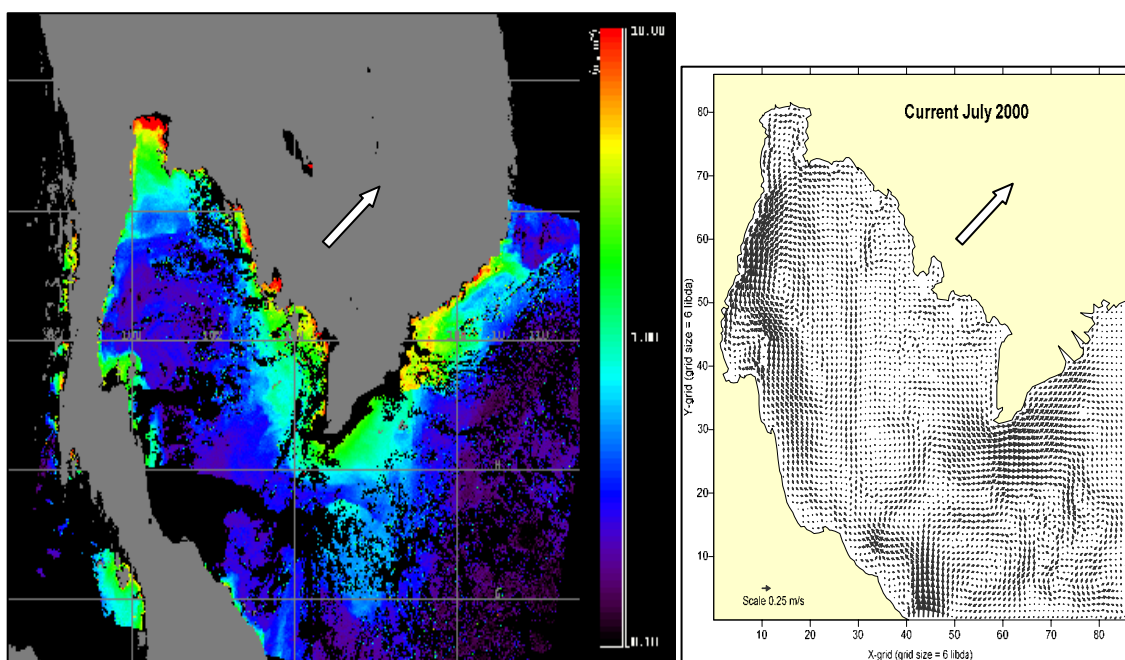 10.00
1.00
0.10
Current July 2000
Y-grid (grid size = 6 libda)
80
70
60
50
40
30
20
10
Scale 0.25 m/s
10 20 30 40 50 60 70 80
X-grid (grid size = 6 libda)